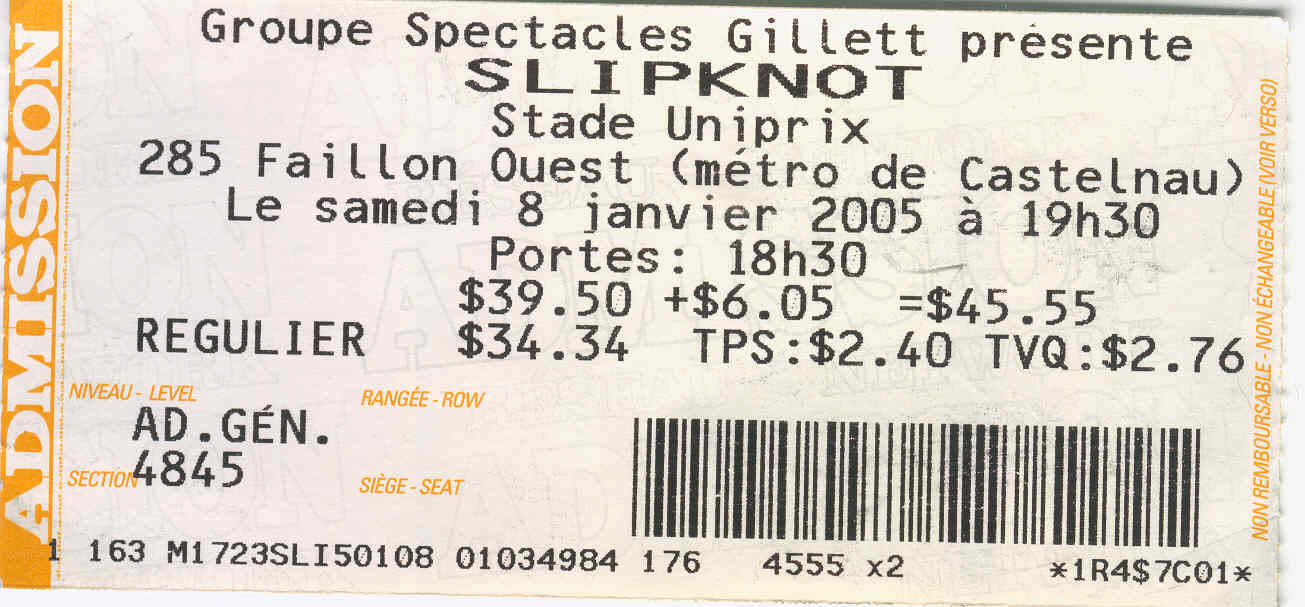 ADMISSION
Groupe Spectacles Gillett présente
SLIPKNOT
Stade Uniprix
285 Faillon Ouest (métro de Castelnau)
Le samedi 8 janvier 2005 à 19h30
Portes: 18h30
$39.50 +$6.05 =$45.55
REGULIER $34.34 TPS:$2.40 TVQ:$2.76
NIVEAU - LEVEL RANGÉE - ROW
AD.GÉN.
SECTION 4845 SIÈGE - SEAT
1 163 M1723SLI50108 01034984 176 4555 x2 *1R4$7C01*
NON REMBOURSABLE - NON ÉCHANGEABLE (VOIR VERSO)